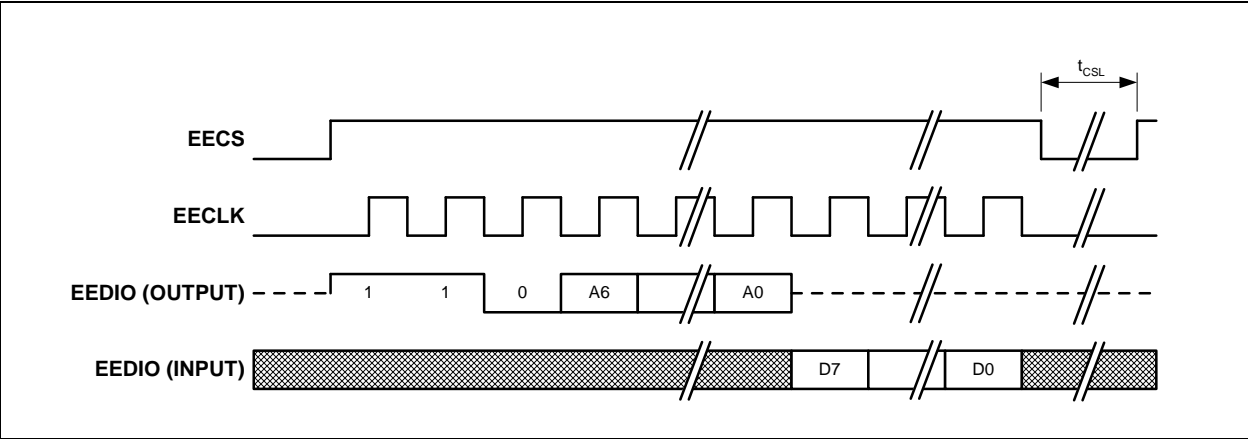 tCSL
EECS
EECLK
EEDIO (OUTPUT) 1 1 0 A6 A0
EEDIO (INPUT) D7 D0